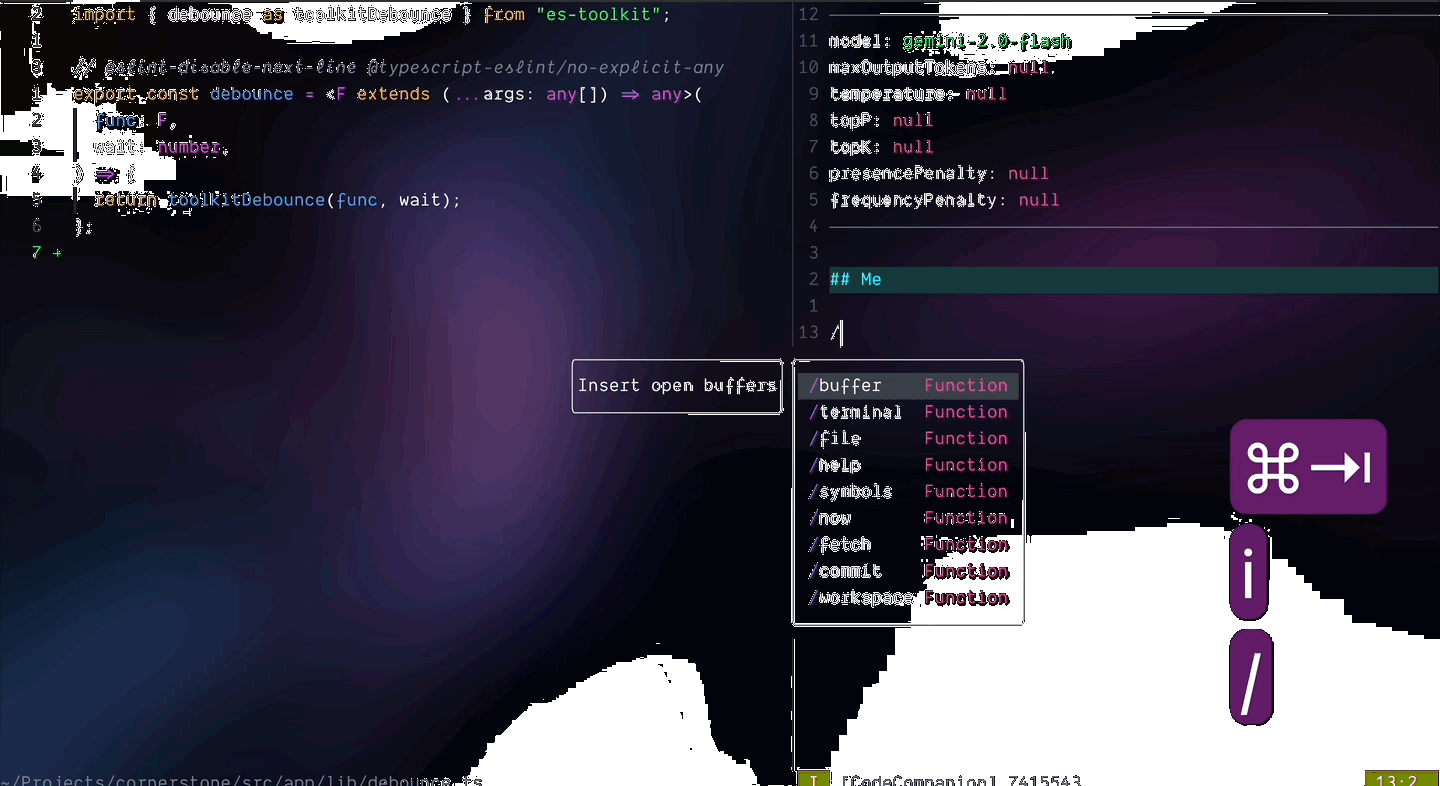 2 import { debounce as toolkitDebounce } from "es-toolkit";
1
3 // eslint-disable-next-line @typescript-eslint/no-explicit-any
1 export const debounce = <F extends (...args: any[]) => any>(
2 func: F,
3 wait: number,
4 ) => {
5 return toolkitDebounce(func, wait);
6 };
7 +
~/Projects/cornerstone/src/app/lib/debounce.ts
12
11 model: gemini-2.0-flash
10 maxOutputTokens: null
9 temperature: null
8 topP: null
7 topK: null
6 presencePenalty: null
5 frequencyPenalty: null
4
3
2 ## Me
1
13 /
Insert open buffers
/buffer Function
/terminal Function
/file Function
/help Function
/symbols Function
/now Function
/fetch Function
/commit Function
/workspace Function
⌘ ⇥
i
/
I [CodeCompanion] 7415543 13:2